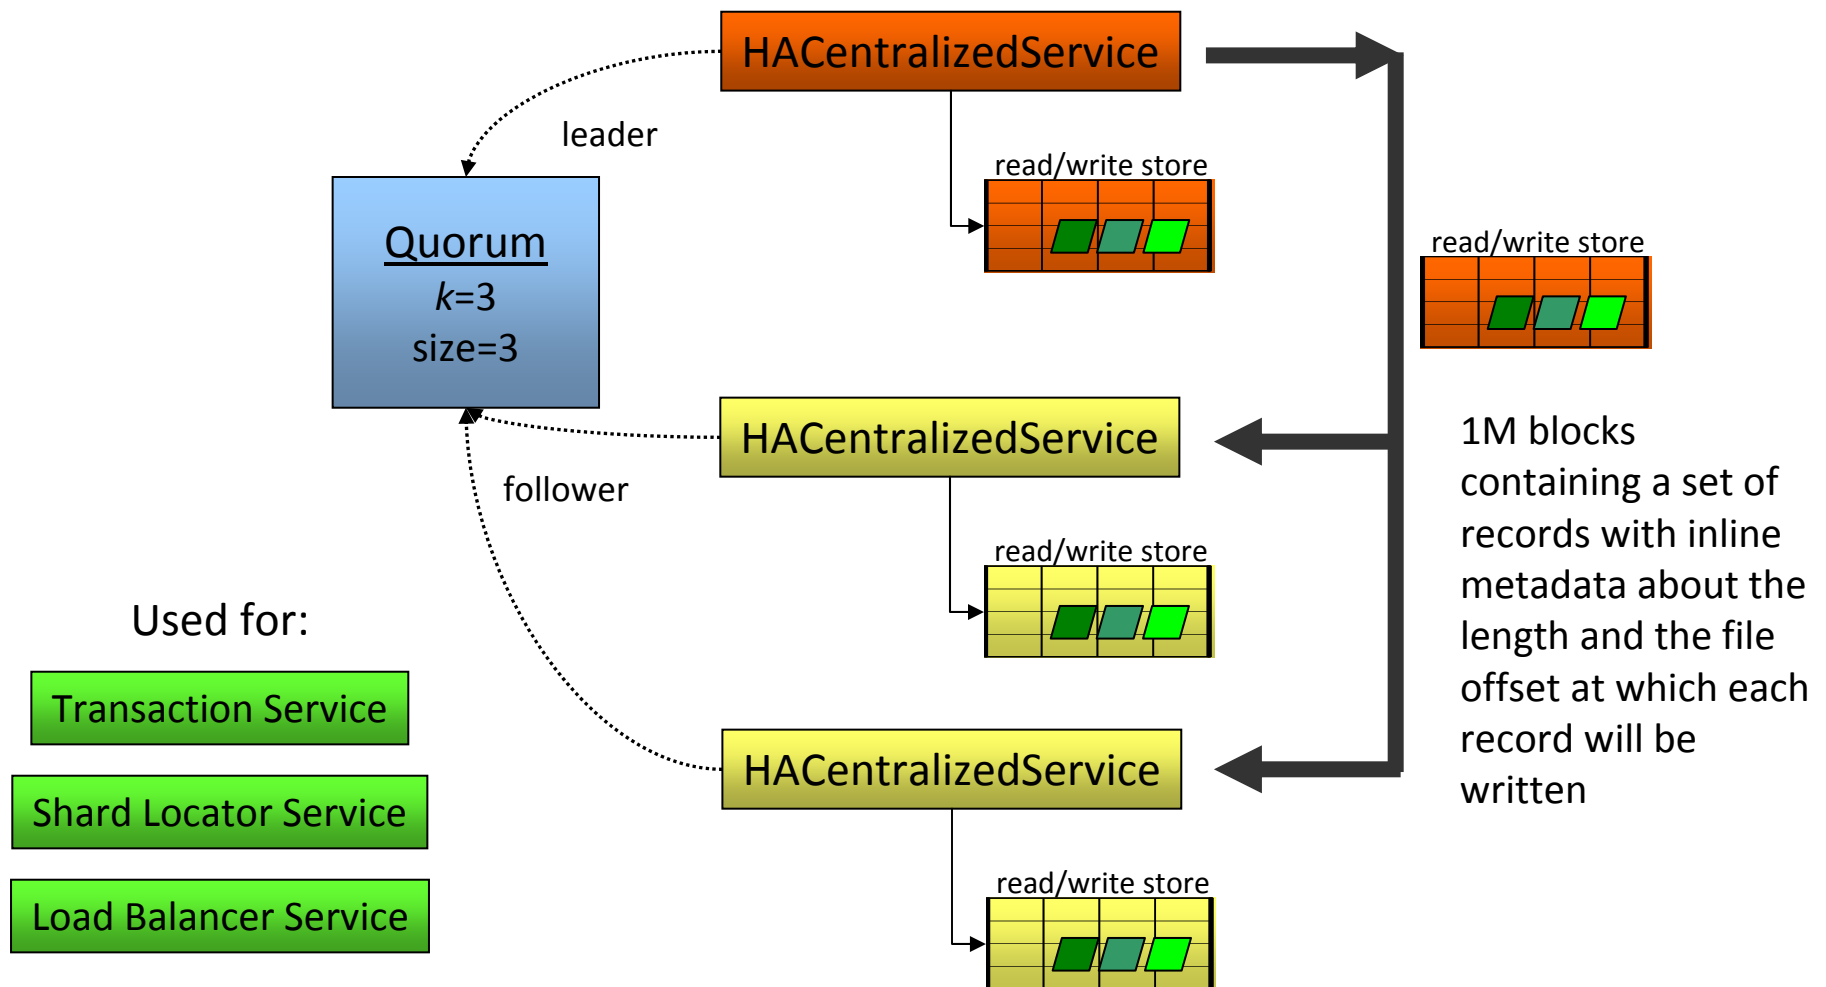 HACentralizedService
leader
read/write store
Quorum
k=3
size=3
read/write store
HACentralizedService
follower
read/write store
1M blocks
containing a set of
records with inline
metadata about the
length and the file
offset at which each
record will be
written
Used for:
Transaction Service
Shard Locator Service
Load Balancer Service
HACentralizedService
read/write store